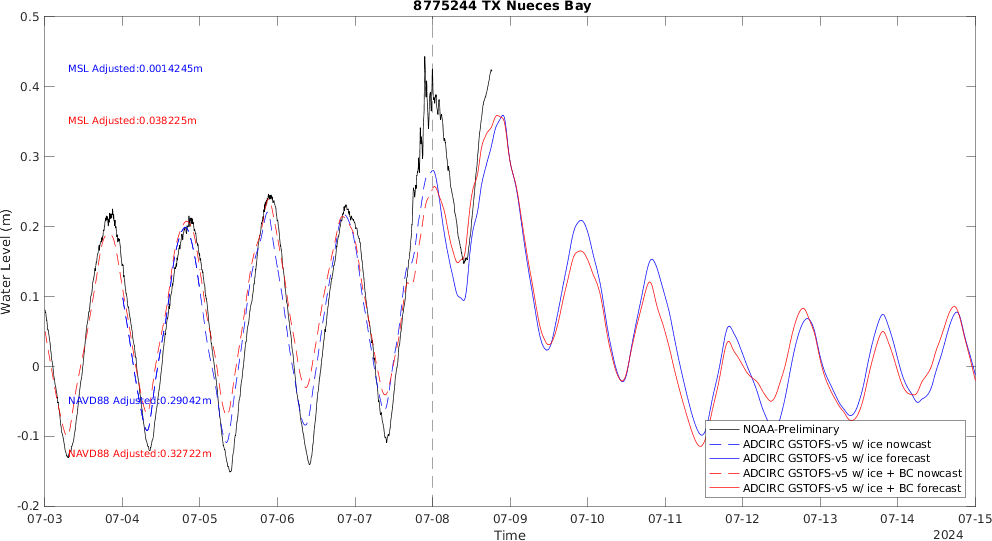 8775244 TX Nueces Bay
Water Level (m)
0.5
0.4
0.3
0.2
0.1
0
-0.1
-0.2
MSL Adjusted:0.0014245m
MSL Adjusted:0.038225m
NAVD88 Adjusted:0.29042m
NAVD88 Adjusted:0.32722m
NOAA-Preliminary
ADCIRC GSTOFS-v5 w/ ice nowcast
ADCIRC GSTOFS-v5 w/ ice forecast
ADCIRC GSTOFS-v5 w/ ice + BC nowcast
ADCIRC GSTOFS-v5 w/ ice + BC forecast
07-03 07-04 07-05 07-06 07-07 07-08 07-09 07-10 07-11 07-12 07-13 07-14 07-15
Time
2024